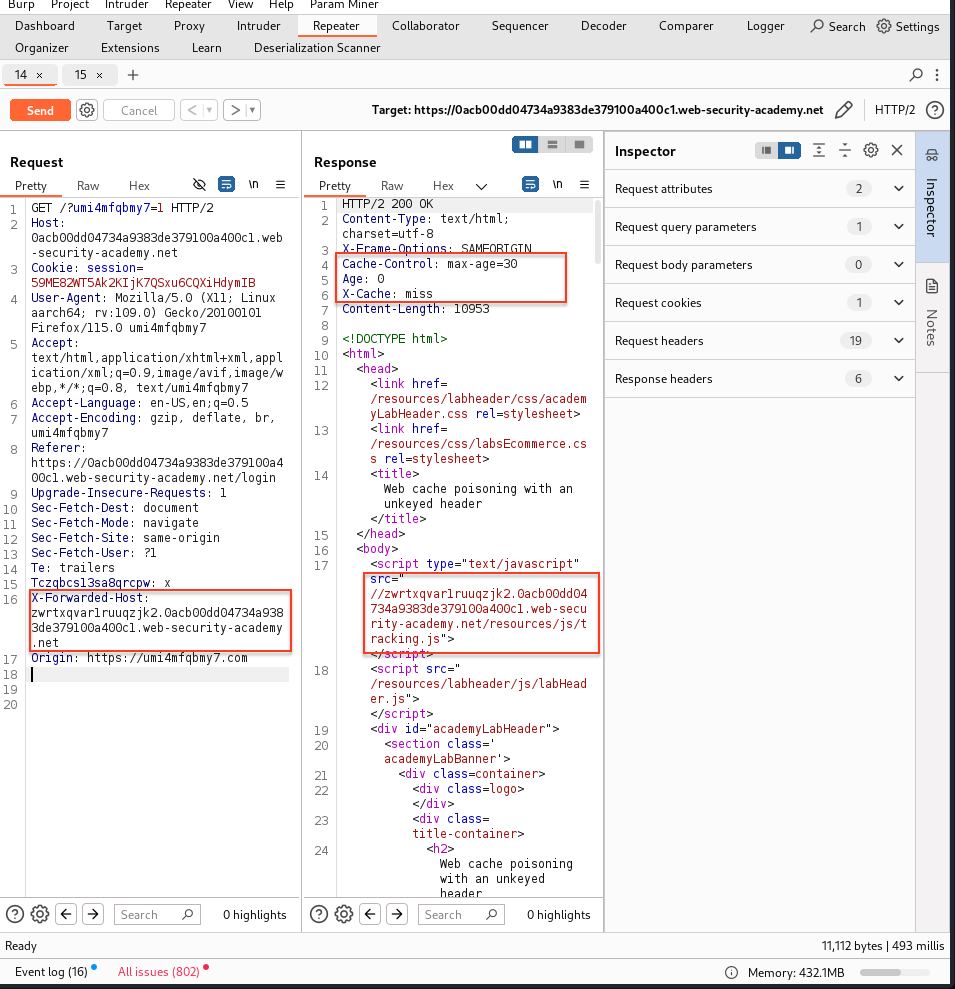 Burp Project Intruder Repeater View Help Param Miner
Dashboard Target Proxy Intruder Repeater Collaborator Sequencer Decoder Comparer Logger Search Settings
Organizer Extensions Learn Deserialization Scanner
14 × 15 × +
Send Cancel < > Target: https://0acb00dd04734a9383de379100a400c1.web-security-academy.net HTTP/2
Request
Pretty Raw Hex \n
1 GET /?umi4mfqbmy7=1 HTTP/2
2 Host:
0acb00dd04734a9383de379100a400c1.web
-security-academy.net
3 Cookie: session=
59ME82WT5Ak2KIjK7QSxu6CQXiHdymIB
4 User-Agent: Mozilla/5.0 (X11; Linux
aarch64; rv:109.0) Gecko/20100101
Firefox/115.0 umi4mfqbmy7
5 Accept:
text/html,application/xhtml+xml,appl
ication/xml;q=0.9,image/avif,image/w
ebp,*/*;q=0.8, text/umi4mfqbmy7
6 Accept-Language: en-US,en;q=0.5
7 Accept-Encoding: gzip, deflate, br,
umi4mfqbmy7
8 Referer:
https://0acb00dd04734a9383de379100a4
00c1.web-security-academy.net/login
9 Upgrade-Insecure-Requests: 1
10 Sec-Fetch-Dest: document
11 Sec-Fetch-Mode: navigate
12 Sec-Fetch-Site: same-origin
13 Sec-Fetch-User: ?1
14 Te: trailers
15 Tczqbcsl3sa8qrcpw: x
16 X-Forwarded-Host:
zwrtxqvar1ruuqzjk2.0acb00dd04734a938
3de379100a400c1.web-security-academy
.net
17 Origin: https://umi4mfqbmy7.com
18
19
20
Response
Pretty Raw Hex \n
1 HTTP/2 200 OK
2 Content-Type: text/html;
charset=utf-8
3 X-Frame-Options: SAMEORIGIN
4 Cache-Control: max-age=30
5 Age: 0
6 X-Cache: miss
7 Content-Length: 10953
8
9 <!DOCTYPE html>
10 <html>
11 <head>
12 <link href=
/resources/labheader/css/academ
yLabHeader.css rel=stylesheet>
13 <link href=
/resources/css/labsEcommerce.cs
s rel=stylesheet>
14 <title>
Web cache poisoning with an
unkeyed header
</title>
15 </head>
16 <body>
17 <script type="text/javascript"
src="
//zwrtxqvar1ruuqzjk2.0acb00dd04
734a9383de379100a400c1.web-secu
rity-academy.net/resources/js/t
racking.js">
</script>
18 <script src="
/resources/labheader/js/labHead
er.js">
</script>
19 <div id="academyLabHeader">
20 <section class='
academyLabBanner'>
21 <div class=container>
22 <div class=logo>
</div>
23 <div class=
title-container>
24 <h2>
Web cache poisoning
with an unkeyed
header
Inspector
Request attributes 2
Request query parameters 1
Request body parameters 0
Request cookies 1
Request headers 19
Response headers 6
Inspector
Notes
Search 0 highlights
Search 0 highlights
Ready 11,112 bytes | 493 millis
Event log (16) All issues (802) Memory: 432.1MB